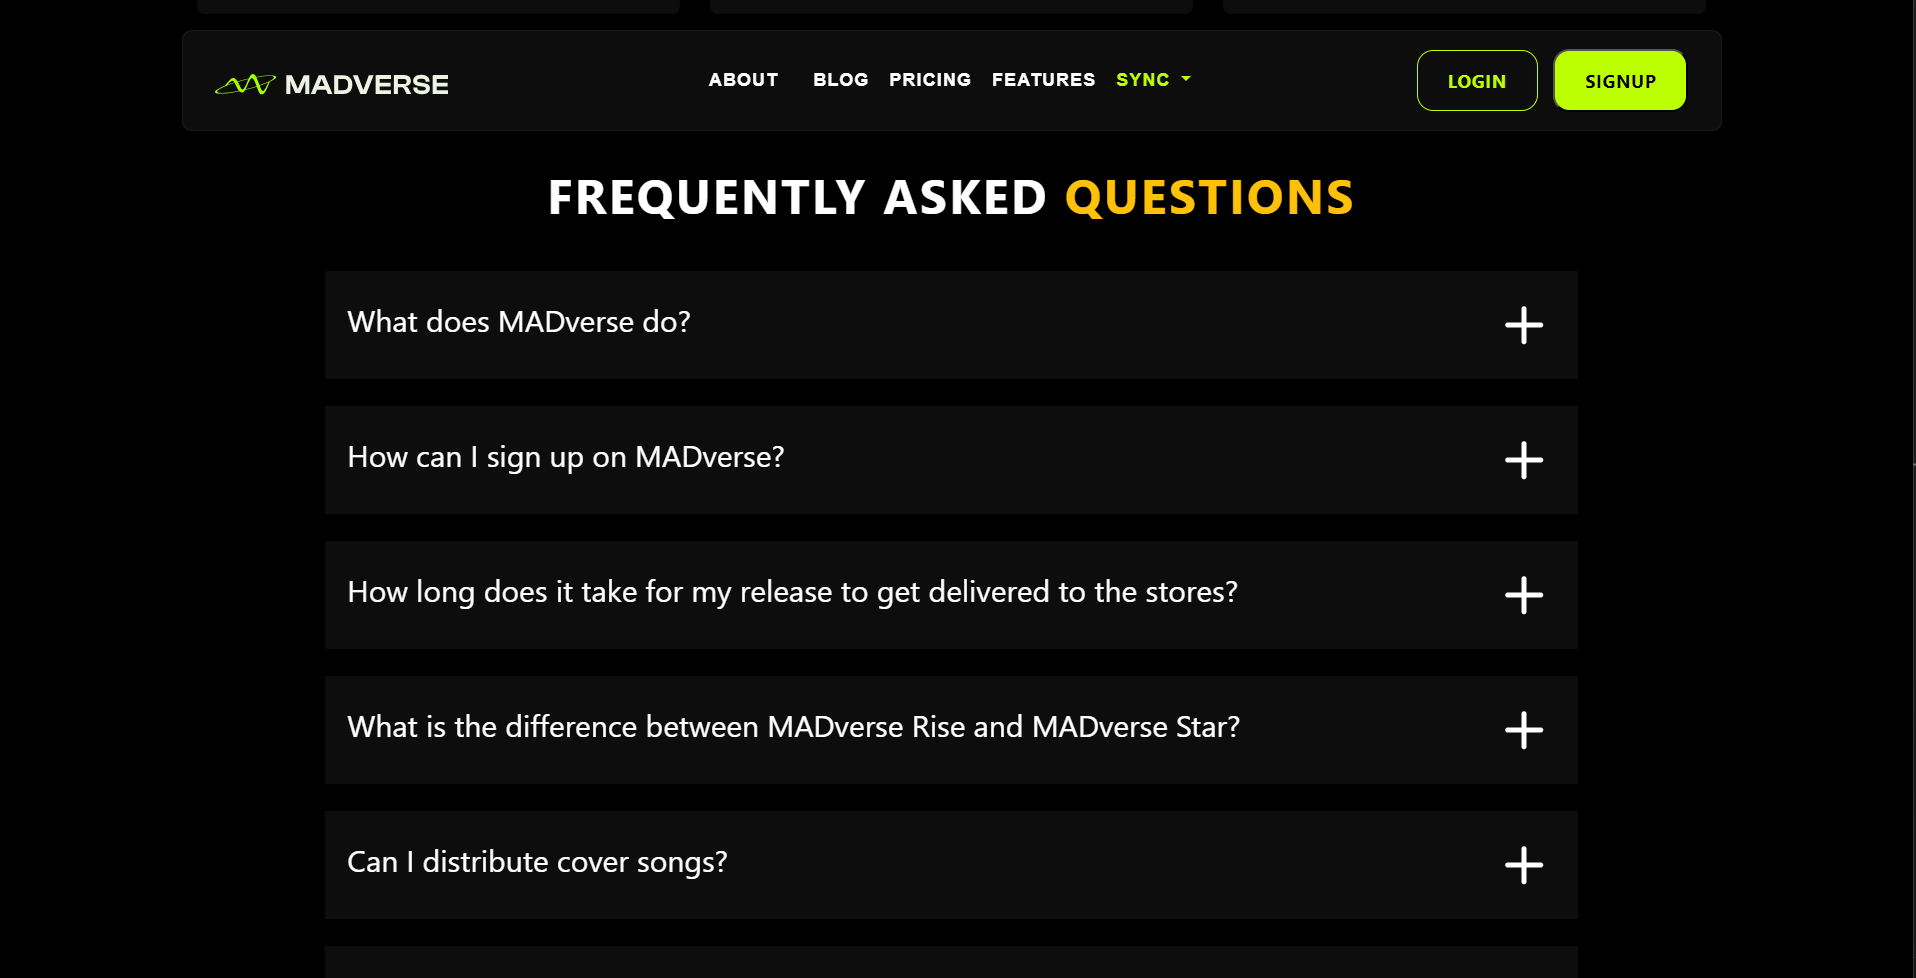 MADVERSE
ABOUT BLOG PRICING FEATURES SYNC
LOGIN
SIGNUP
FREQUENTLY ASKED QUESTIONS
What does MADverse do?
How can I sign up on MADverse?
How long does it take for my release to get delivered to the stores?
What is the difference between MADverse Rise and MADverse Star?
Can I distribute cover songs?